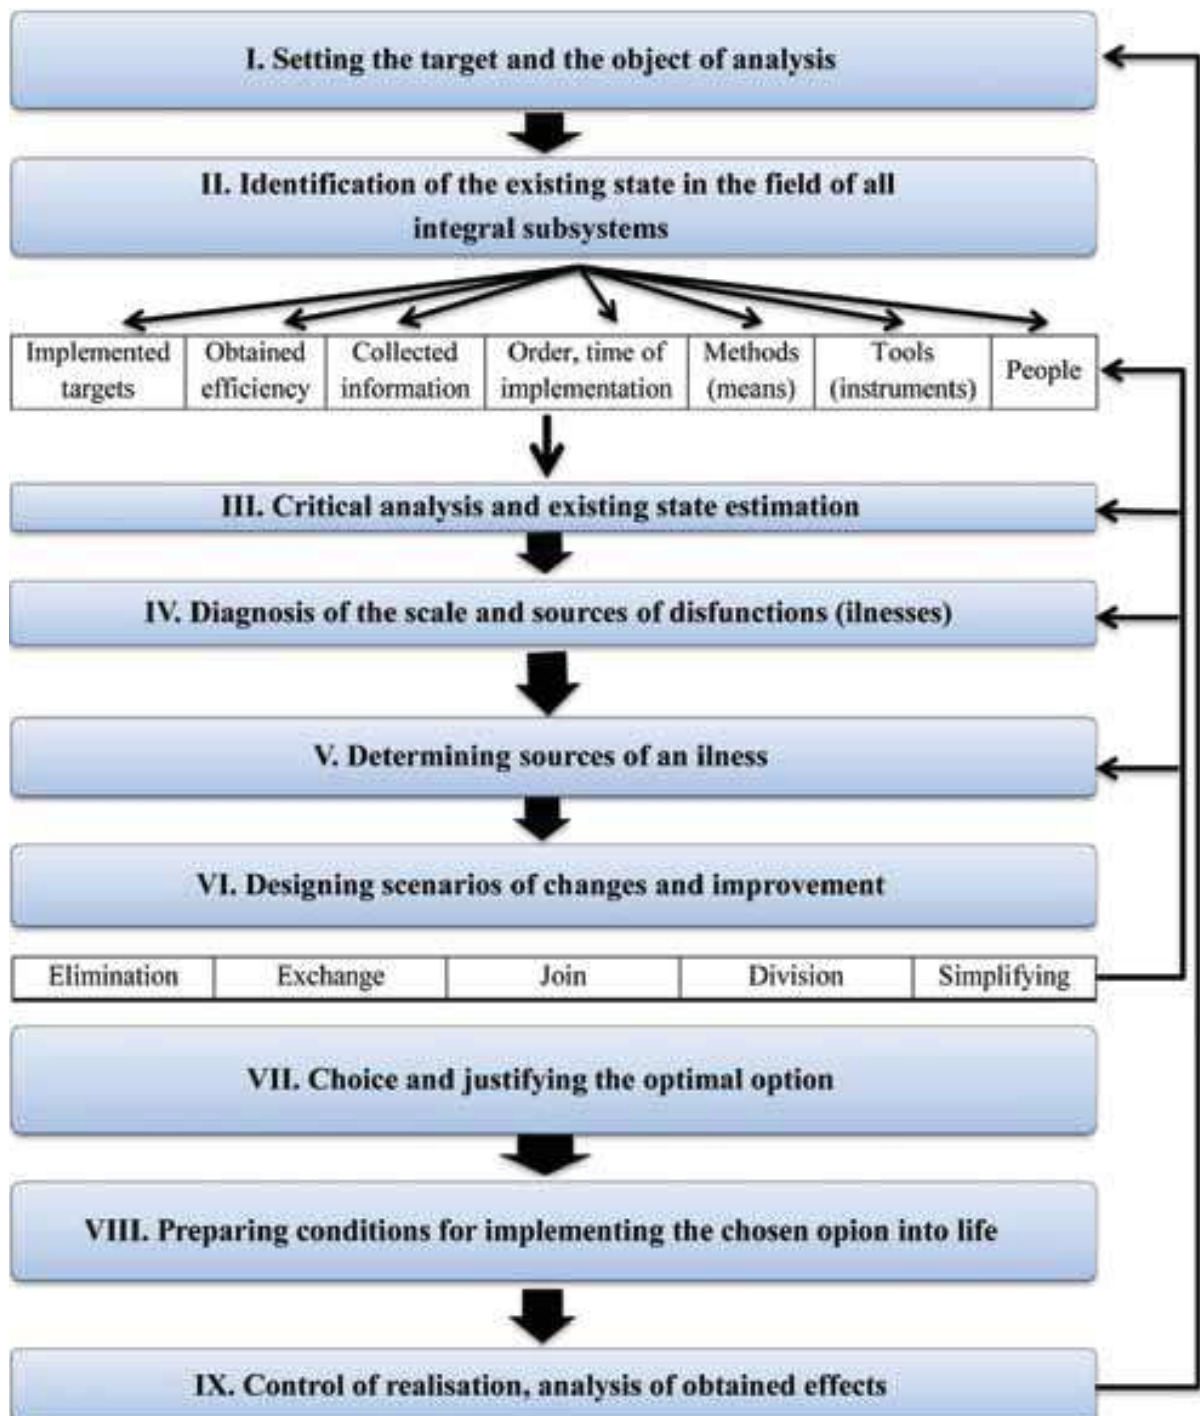 I. Setting the target and the object of analysis
II. Identification of the existing state in the field of all
integral subsystems
Implemented targets
Obtained efficiency
Collected information
Order, time of implementation
Methods (means)
Tools (instruments)
People
III. Critical analysis and existing state estimation
IV. Diagnosis of the scale and sources of disfunctions (ilnesses)
V. Determining sources of an ilness
VI. Designing scenarios of changes and improvement
Elimination
Exchange
Join
Division
Simplifying
VII. Choice and justifying the optimal option
VIII. Preparing conditions for implementing the chosen opion into life
IX. Control of realisation, analysis of obtained effects